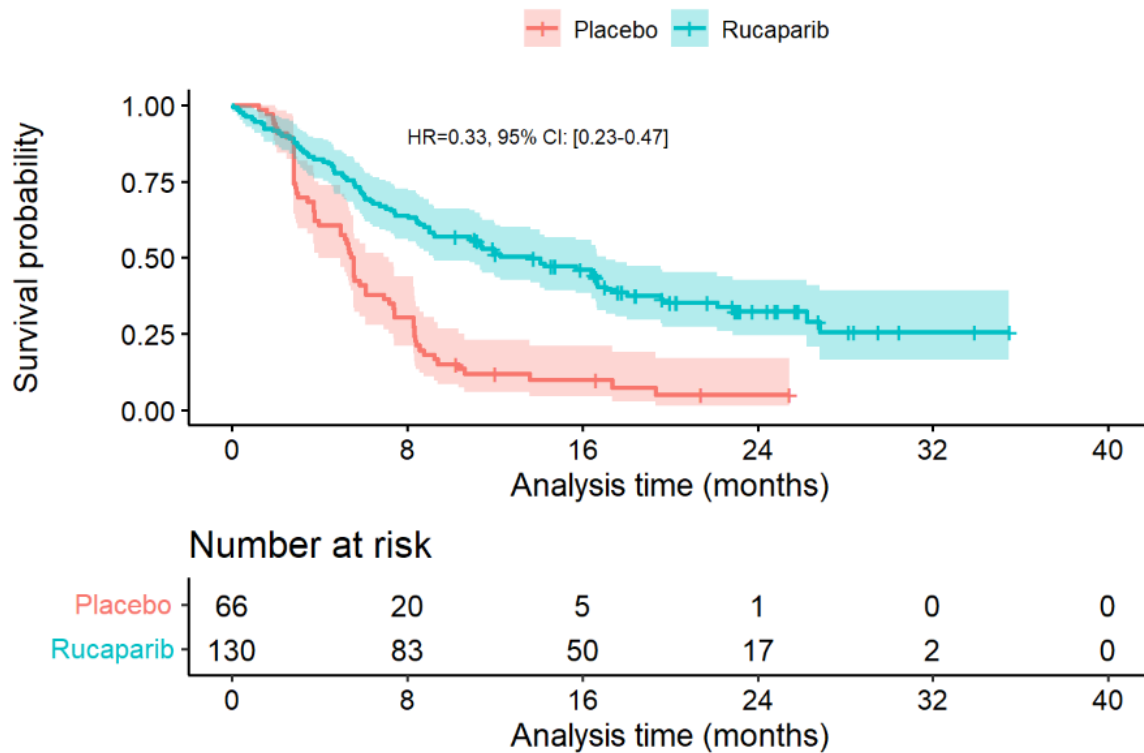 Placebo Rucaparib
Survival probability
1.00
0.75
0.50
0.25
0.00
HR=0.33, 95% CI: [0.23-0.47]
0 8 16 24 32 40
Analysis time (months)
Number at risk
Placebo 66 20 5 1 0 0
Rucaparib 130 83 50 17 2 0
0 8 16 24 32 40
Analysis time (months)